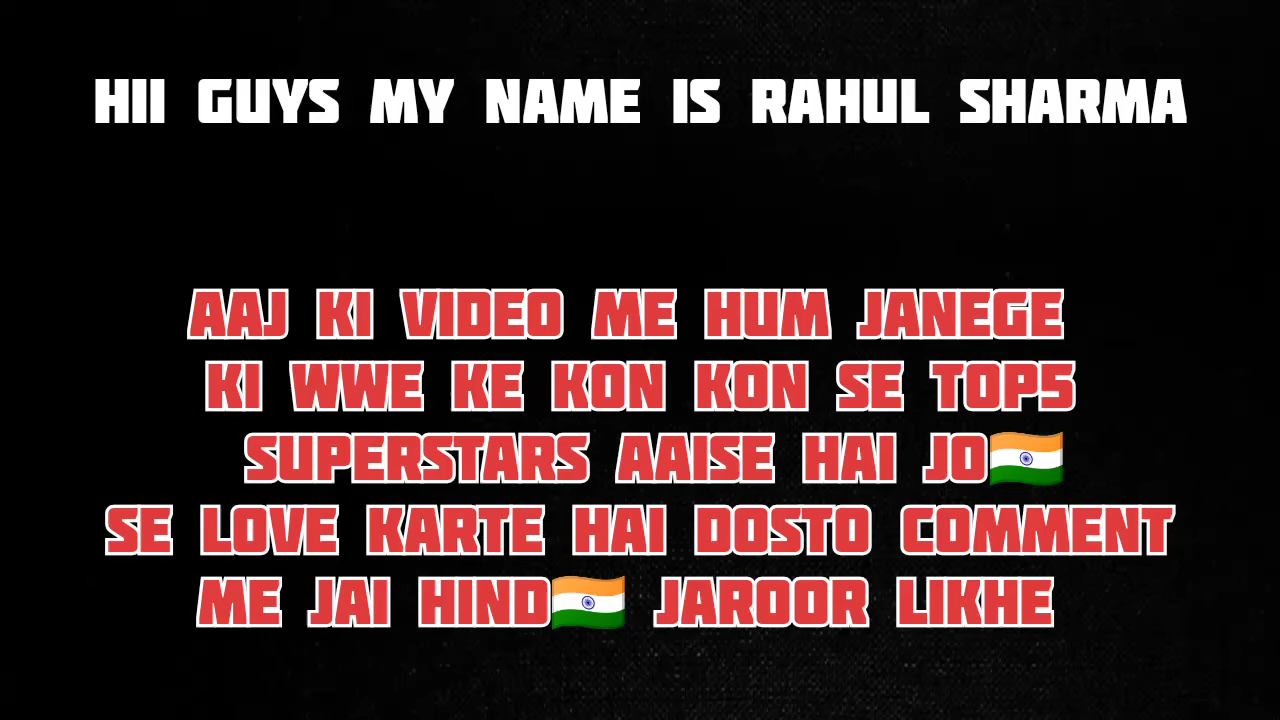 HII GUYS MY NAME IS RAHUL SHARMA
AAJ KI VIDEO ME HUM JANEGE
KI WWE KE KON KON SE TOP5
SUPERSTARS AAISE HAI JO🇮🇳
SE LOVE KARTE HAI DOSTO COMMENT
ME JAI HIND🇮🇳 JAROOR LIKHE